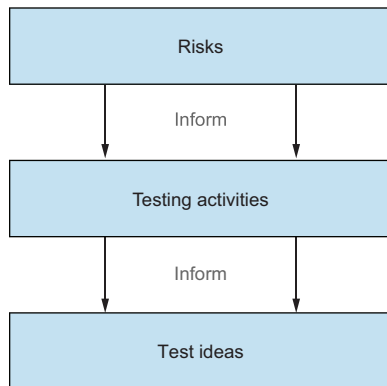 Risks
Inform
Testing activities
Inform
Test ideas